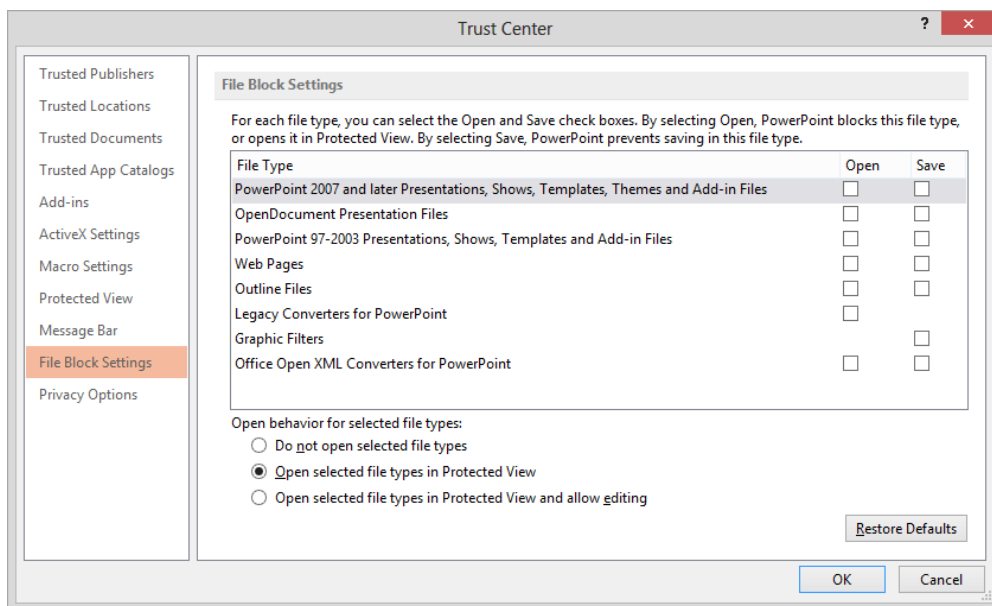 Trust Center
?
Trusted Publishers
Trusted Locations
Trusted Documents
Trusted App Catalogs
Add-ins
ActiveX Settings
Macro Settings
Protected View
Message Bar
File Block Settings
Privacy Options
File Block Settings
For each file type, you can select the Open and Save check boxes. By selecting Open, PowerPoint blocks this file type,
or opens it in Protected View. By selecting Save, PowerPoint prevents saving in this file type.
File Type Open Save
PowerPoint 2007 and later Presentations, Shows, Templates, Themes and Add-in Files
OpenDocument Presentation Files
PowerPoint 97-2003 Presentations, Shows, Templates and Add-in Files
Web Pages
Outline Files
Legacy Converters for PowerPoint
Graphic Filters
Office Open XML Converters for PowerPoint
Open behavior for selected file types:
Do not open selected file types
Open selected file types in Protected View
Open selected file types in Protected View and allow editing
Restore Defaults
OK Cancel